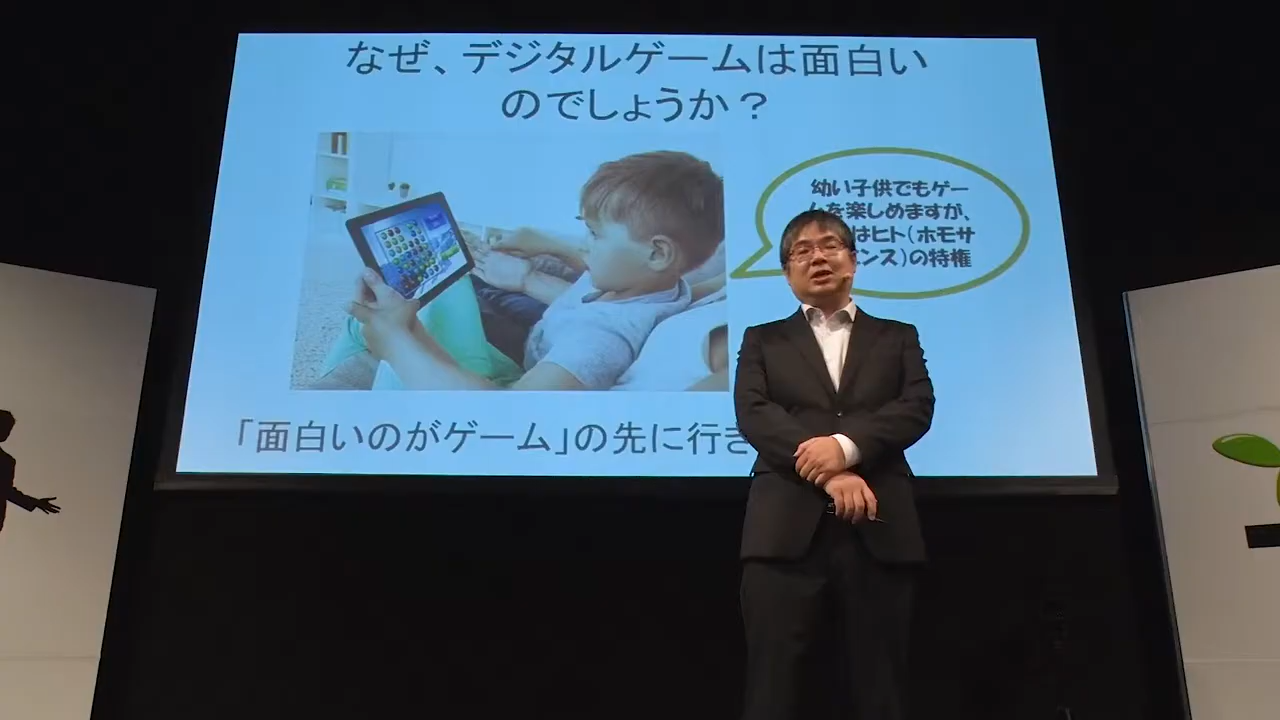 なぜ、デジタルゲームは面白い
のでしょうか？
幼い子供でもゲー
ムを楽しめますが、
はヒト(ホモサ
エンス)の特権
「面白いのがゲーム」の先に行き